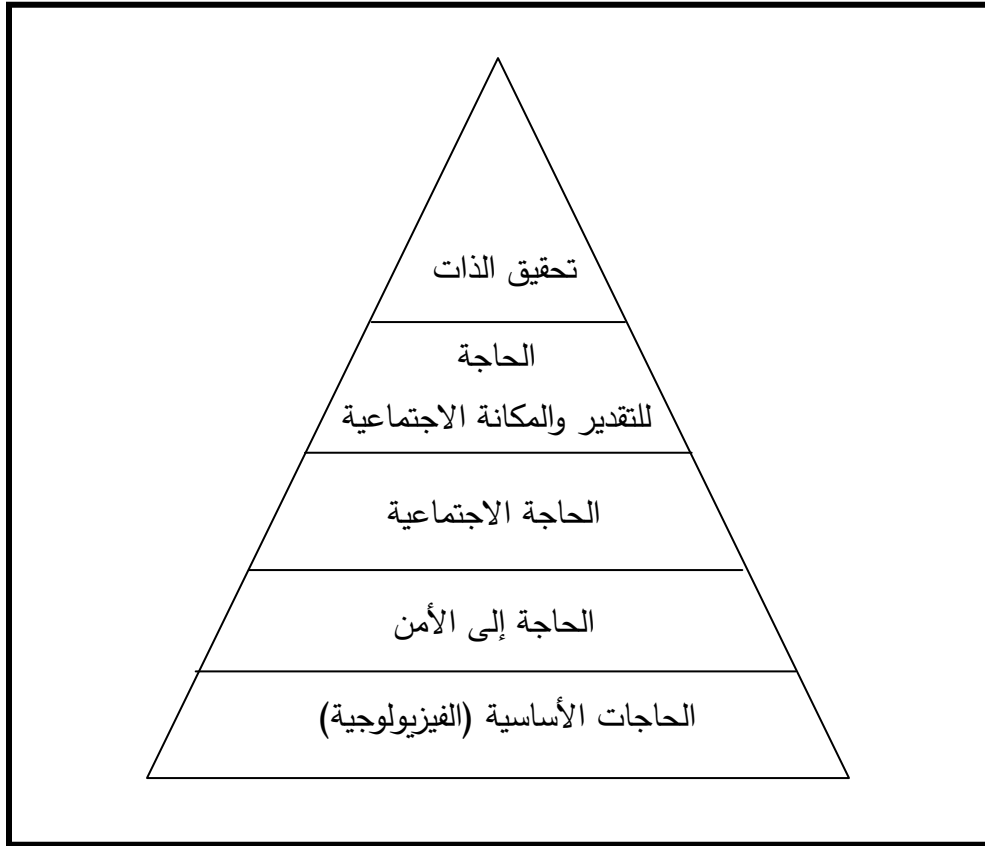 تحقيق الذات
الحاجة
للتقدير والمكانة الاجتماعية
الحاجة الاجتماعية
الحاجة إلى الأمن
الحاجات الأساسية (الفيزيولوجية)